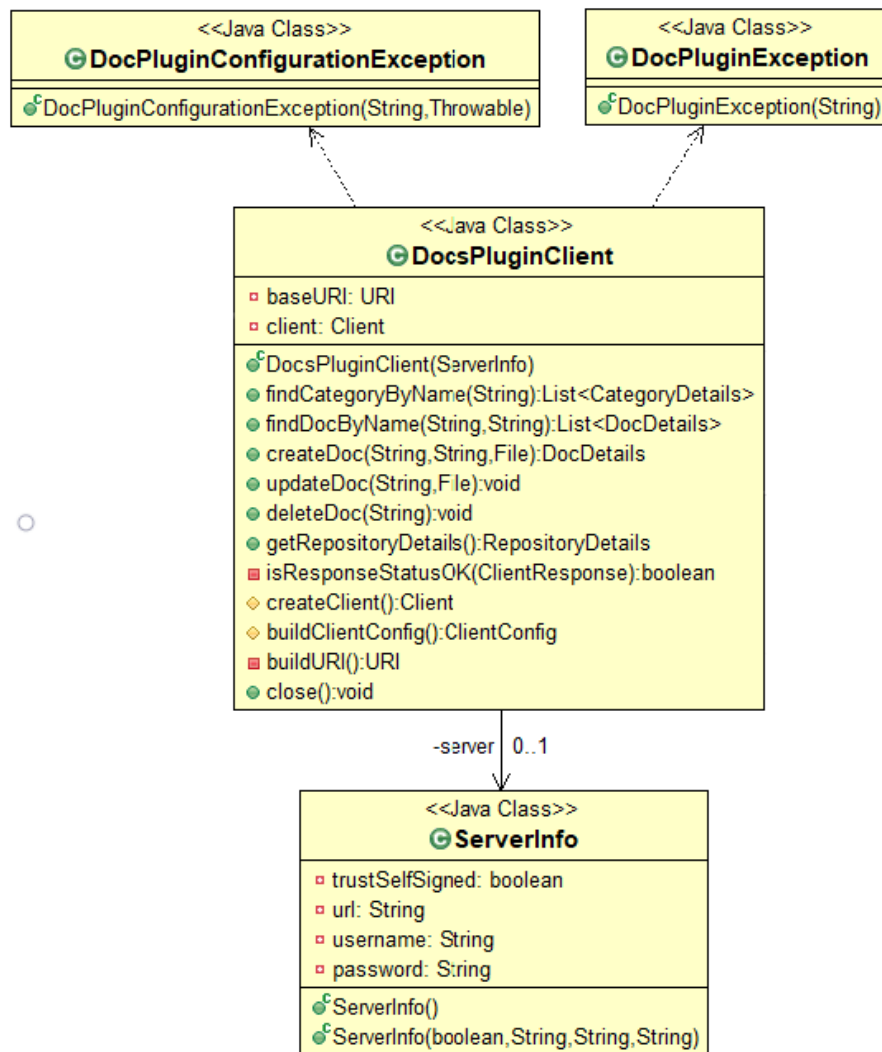 <<Java Class>>
DocPluginConfigurationException
DocPluginConfigurationException(String,Throwable)
<<Java Class>>
DocPluginException
DocPluginException(String)
<<Java Class>>
DocsPluginClient
baseURI: URI
client: Client
DocsPluginClient(ServerInfo)
findCategoryByName(String):List<CategoryDetails>
findDocByName(String,String):List<DocDetails>
createDoc(String,String,File):DocDetails
updateDoc(String,File):void
deleteDoc(String):void
getRepositoryDetails():RepositoryDetails
isResponseStatusOK(ClientResponse):boolean
createClient():Client
buildClientConfig():ClientConfig
buildURI():URI
close():void
-server 0..1
<<Java Class>>
ServerInfo
trustSelfSigned: boolean
url: String
username: String
password: String
ServerInfo()
ServerInfo(boolean,String,String,String)